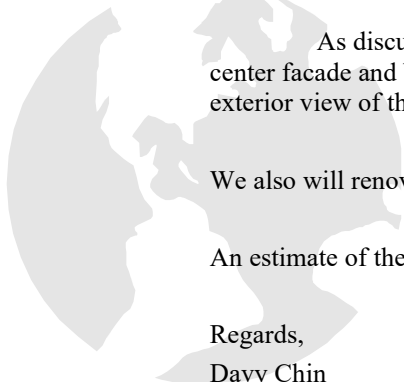 As discu
center facade and
exterior view of th
We also will renov
An estimate of the
Regards,
Davy Chin